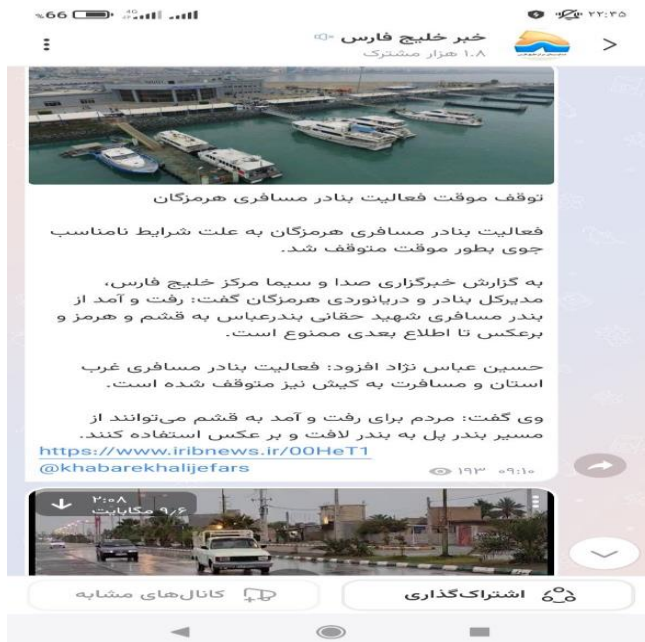 %66 4G ۲۲:۳۵
خبر خلیج فارس
۱.۸ هزار مشترک
توقف موقت فعالیت بنادر مسافری هرمزگان
فعالیت بنادر مسافری هرمزگان به علت شرایط نامناسب
جوی بطور موقت متوقف شد.
به گزارش خبرگزاری صدا و سیما مرکز خلیج فارس،
مدیرکل بنادر و دریانوردی هرمزگان گفت: رفت و آمد از
بندر مسافری شهید حقانی بندرعباس به قشم و هرمز و
برعکس تا اطلاع بعدی ممنوع است.
حسین عباس نژاد افزود: فعالیت بنادر مسافری غرب
استان و مسافرت به کیش نیز متوقف شده است.
وی گفت: مردم برای رفت و آمد به قشم می‌توانند از
مسیر بندر پل به بندر لافت و بر عکس استفاده کنند.
https://www.iribnews.ir/00HeT1
@khabarekhalijefars
۱۹۳ ۰۹:۱۰
۲:۰۸
۹٫۶ مگابایت
اشتراک‌گذاری
کانال‌های مشابه